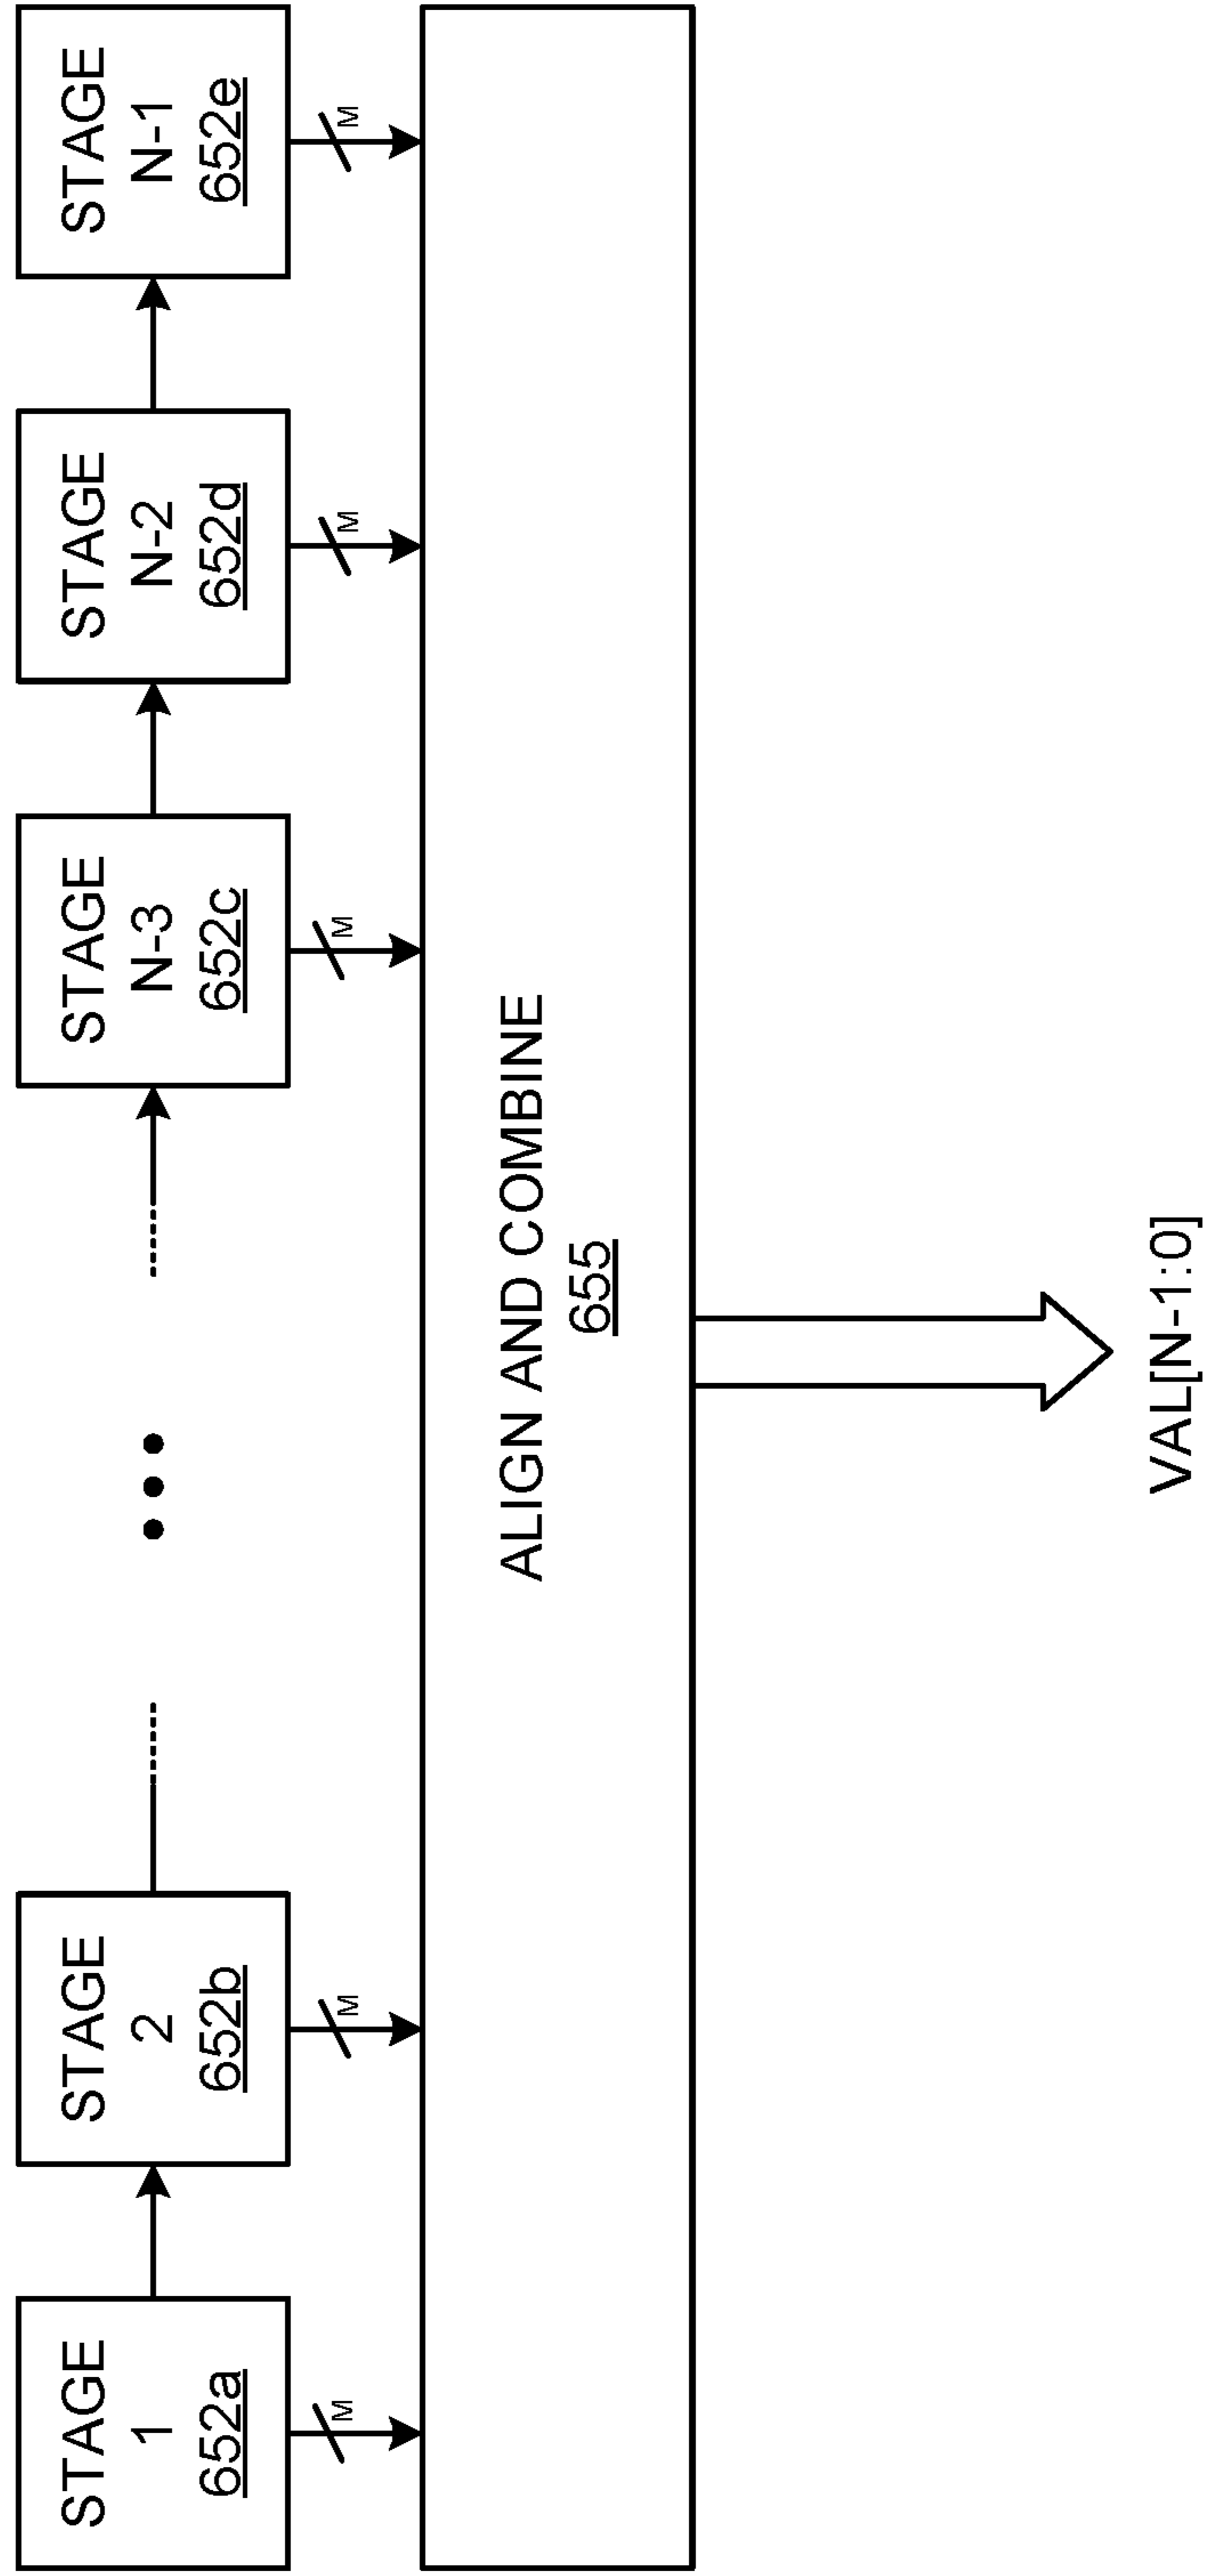 STAGE
1
652a
STAGE
2
652b
STAGE
N-3
652c
STAGE
N-2
652d
STAGE
N-1
652e
M
M
M
M
M
ALIGN AND COMBINE
655
VAL[N-1:0]